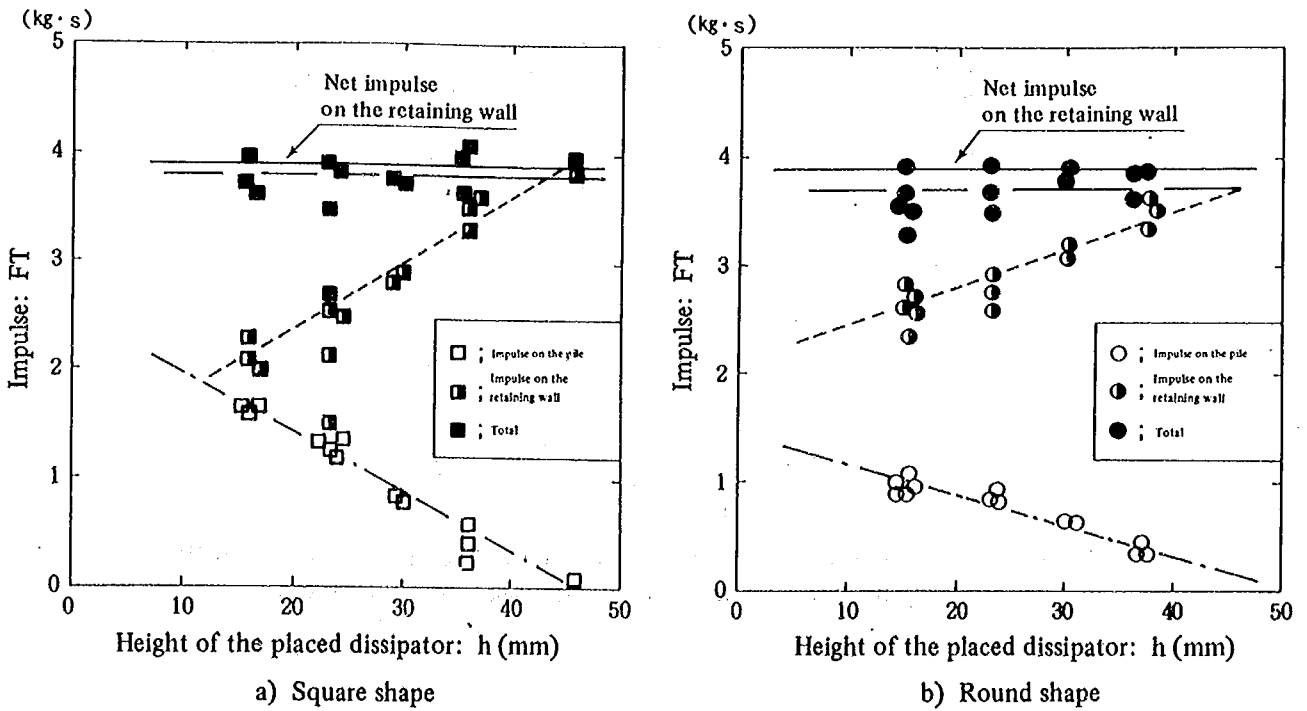 (kg·s)
5
4
3
2
1
0
Impulse: FT
Net impulse
on the retaining wall
; Impulse on the pile
; Impulse on the
retaining wall
; Total
0 10 20 30 40 50
Height of the placed dissipator: h (mm)
a) Square shape
(kg·s)
5
4
3
2
1
0
Impulse: FT
Net impulse
on the retaining wall
; Impulse on the pile
; Impulse on the
retaining wall
; Total
0 10 20 30 40 50
Height of the placed dissipator: h (mm)
b) Round shape